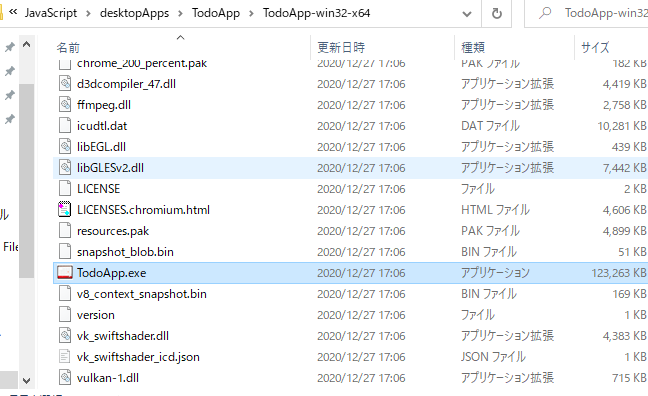 JavaScript > desktopApps > TodoApp > TodoApp-win32-x64
TodoApp-win32
名前 更新日時 種類 サイズ
chrome_200_percent.pak 2020/12/27 17:06 PAK ファイル 182 KB
d3dcompiler_47.dll 2020/12/27 17:06 アプリケーション拡張 4,419 KB
ffmpeg.dll 2020/12/27 17:06 アプリケーション拡張 2,758 KB
icudtl.dat 2020/12/27 17:06 DAT ファイル 10,281 KB
libEGL.dll 2020/12/27 17:06 アプリケーション拡張 439 KB
libGLESv2.dll 2020/12/27 17:06 アプリケーション拡張 7,442 KB
LICENSE 2020/12/27 17:06 ファイル 2 KB
ル
LICENSES.chromium.html 2020/12/27 17:06 HTML ファイル 4,606 KB
resources.pak 2020/12/27 17:06 PAK ファイル 4,899 KB
File
snapshot_blob.bin 2020/12/27 17:06 BIN ファイル 51 KB
TodoApp.exe 2020/12/27 17:06 アプリケーション 123,263 KB
v8_context_snapshot.bin 2020/12/27 17:06 BIN ファイル 169 KB
version 2020/12/27 17:06 ファイル 1 KB
vk_swiftshader.dll 2020/12/27 17:06 アプリケーション拡張 4,383 KB
vk_swiftshader_icd.json 2020/12/27 17:06 JSON ファイル 1 KB
vulkan-1.dll 2020/12/27 17:06 アプリケーション拡張 715 KB